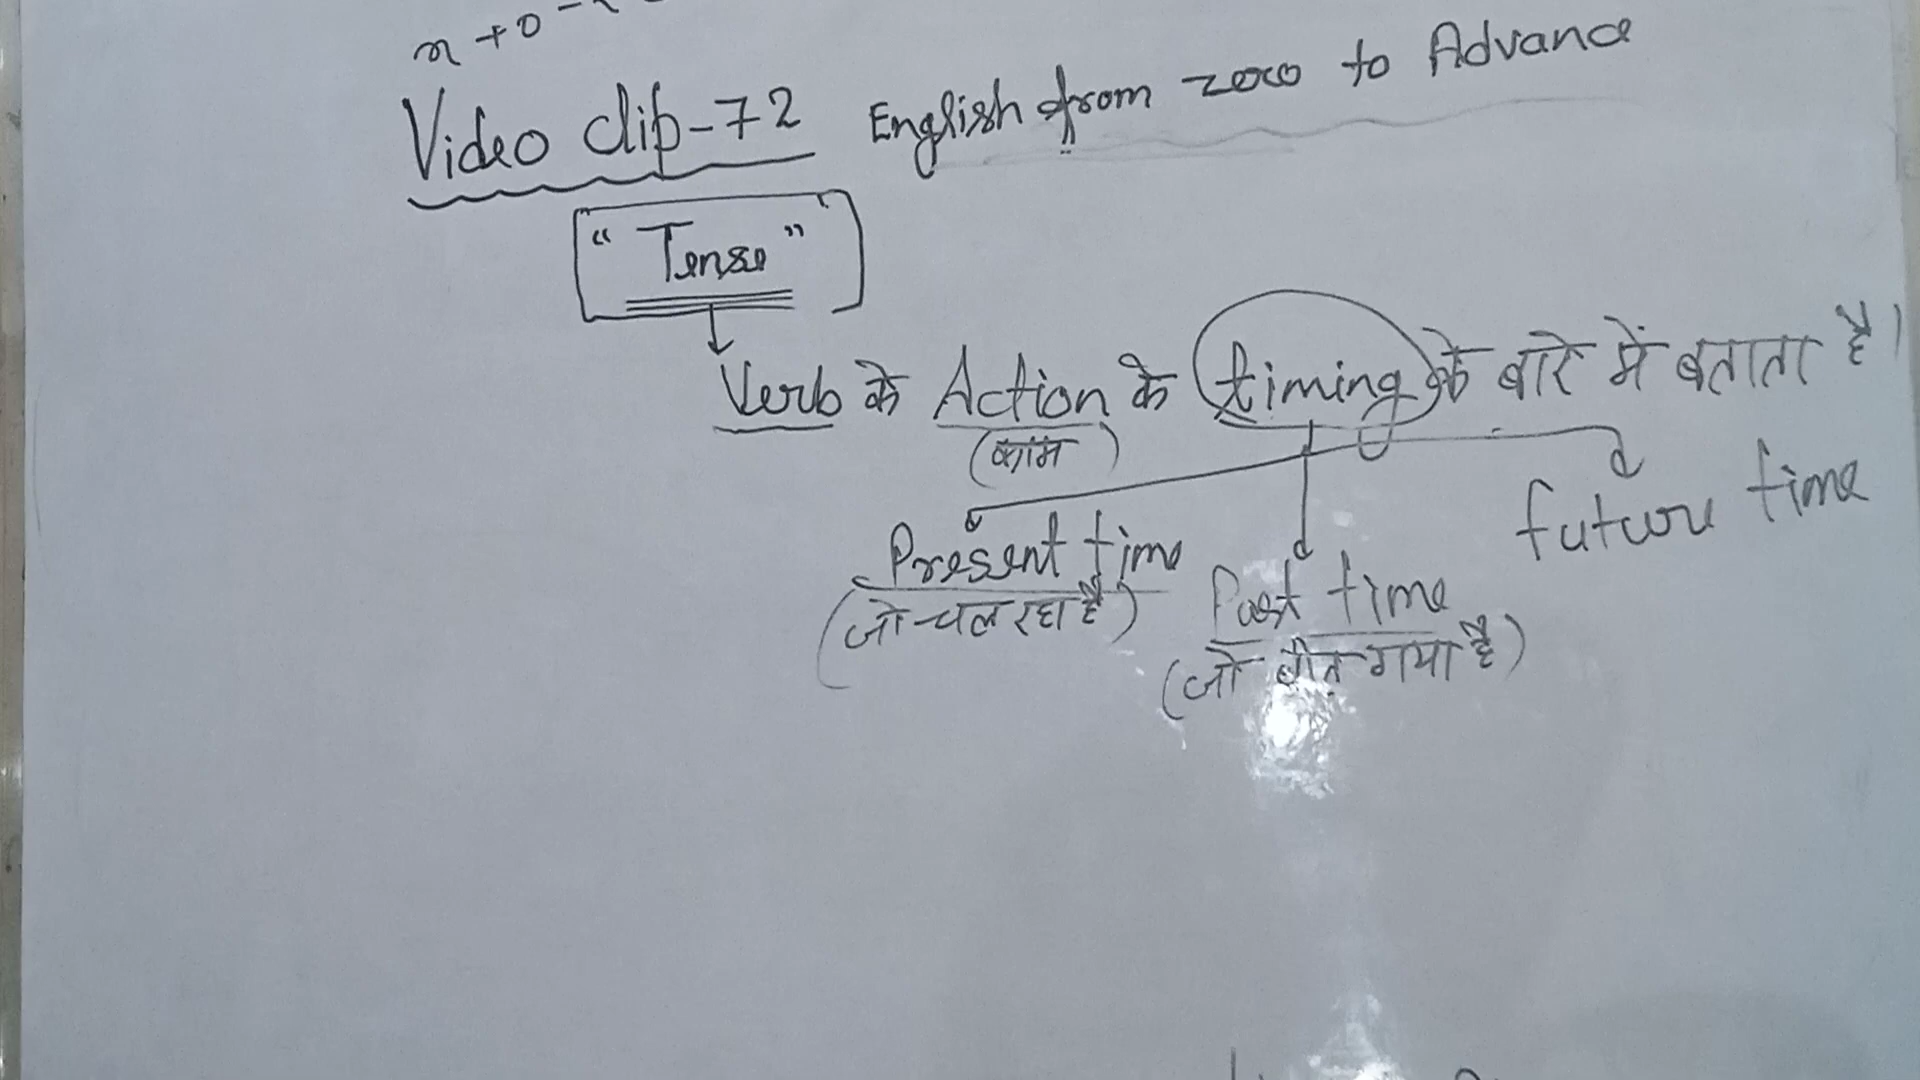 Video clip-72 English from zero to Advance
"Tense"
Verb के Action के timing के बारे में बताता है।
(काम)
Present time Past time future time
(जो चल रहा है) (जो बीत गया है)